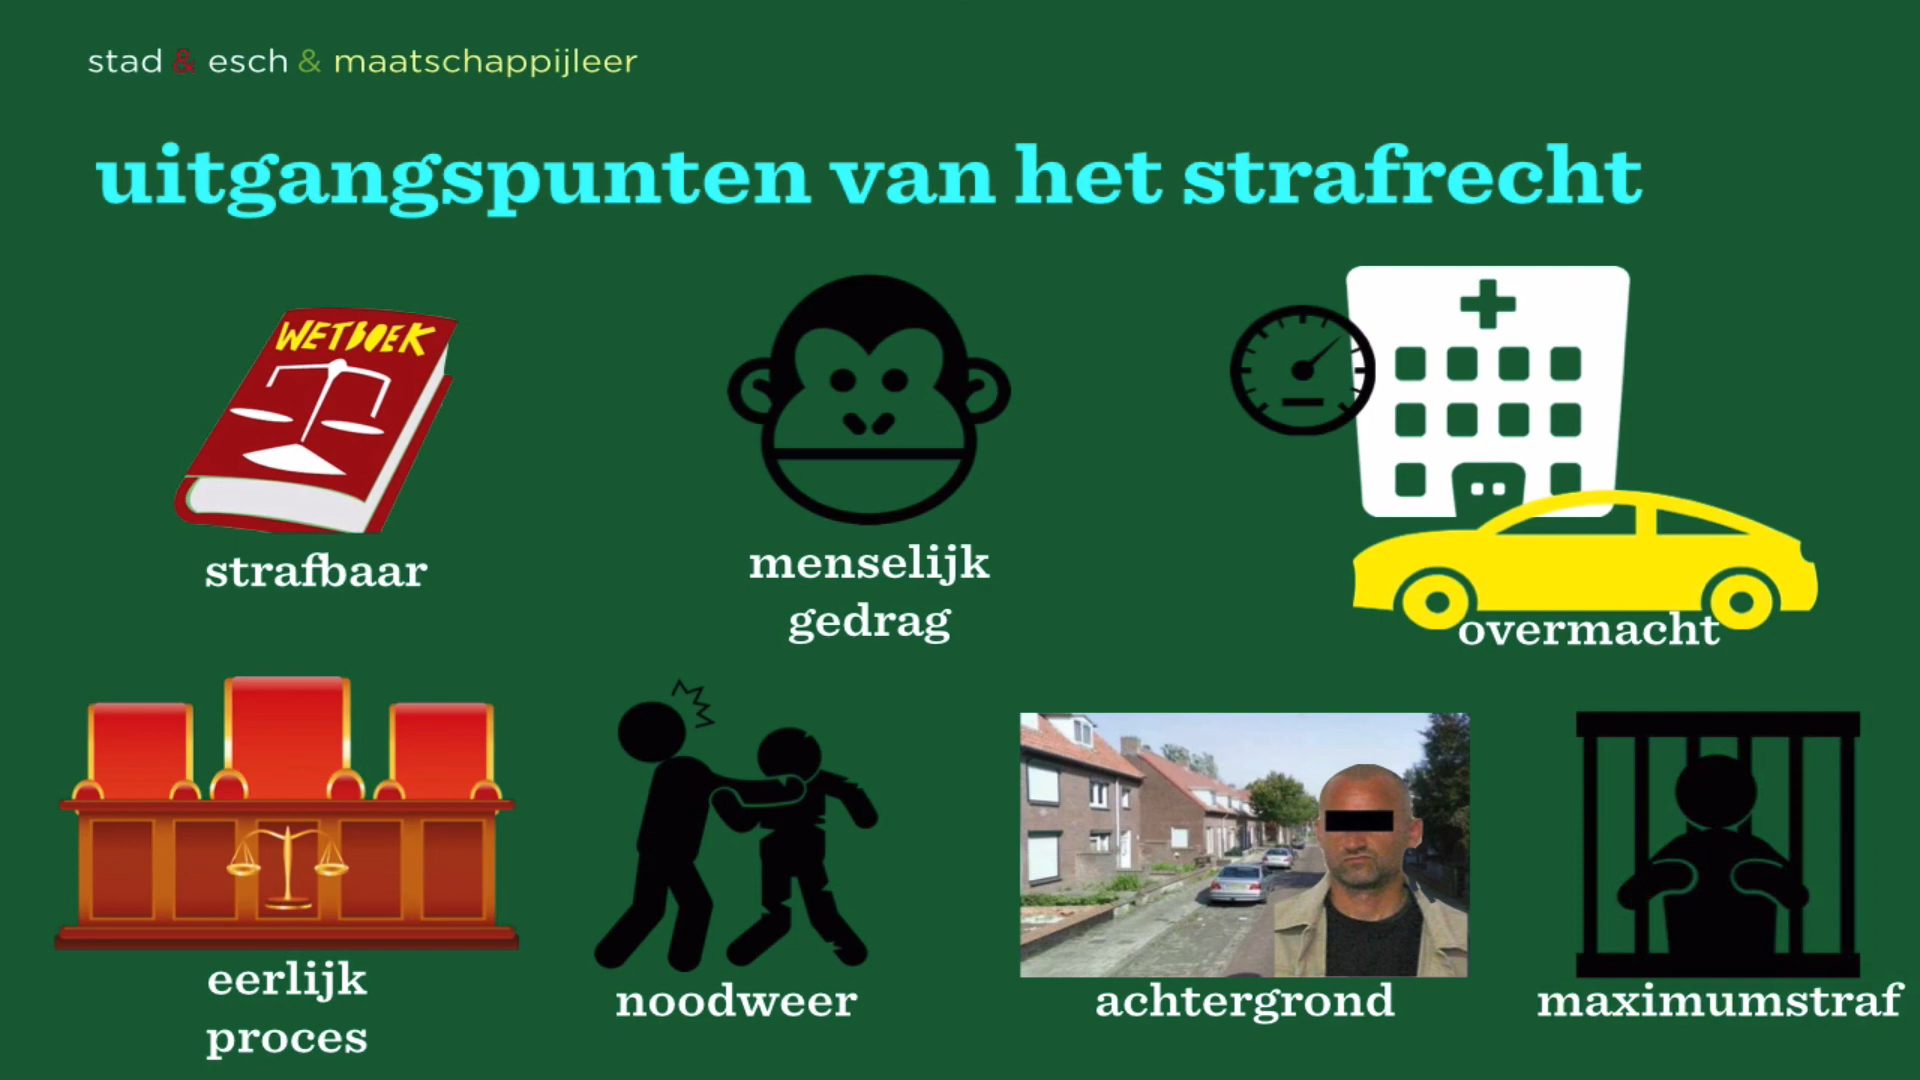 stad & esch & maatschappijleer
uitgangspunten van het strafrecht
WETBOEK
strafbaar
menselijk
gedrag
overmacht
eerlijk
proces
noodweer
achtergrond
maximumstraf